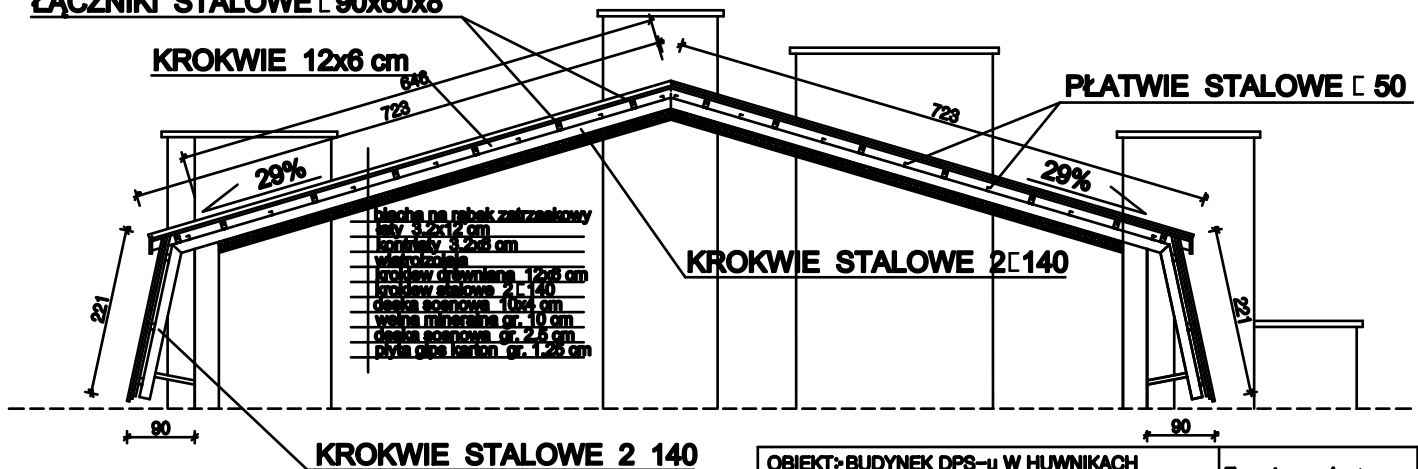 ŁĄCZNIKI STALOWE [ 90x60x8
KROKWIE 12x6 cm
646
723
723
PŁATWIE STALOWE [ 50
29%
29%
blacha na rąbek zatrzaskowy
łaty 3.2x12 cm
kontrłaty 3.2x6 cm
wiatroizolaja
krokiew drewniana 12x6 cm
krokiew stalowe 2[140
deska sosnowa 10x4 cm
wełna mineralna gr. 10 cm
deska sosnowa gr. 2,5 cm
płyta gips karton gr. 1.25 cm
KROKWIE STALOWE 2[140
221
221
90
90
KROKWIE STALOWE 2 140
OBIEKT: BUDYNEK DPS-u W HUWNIKACH